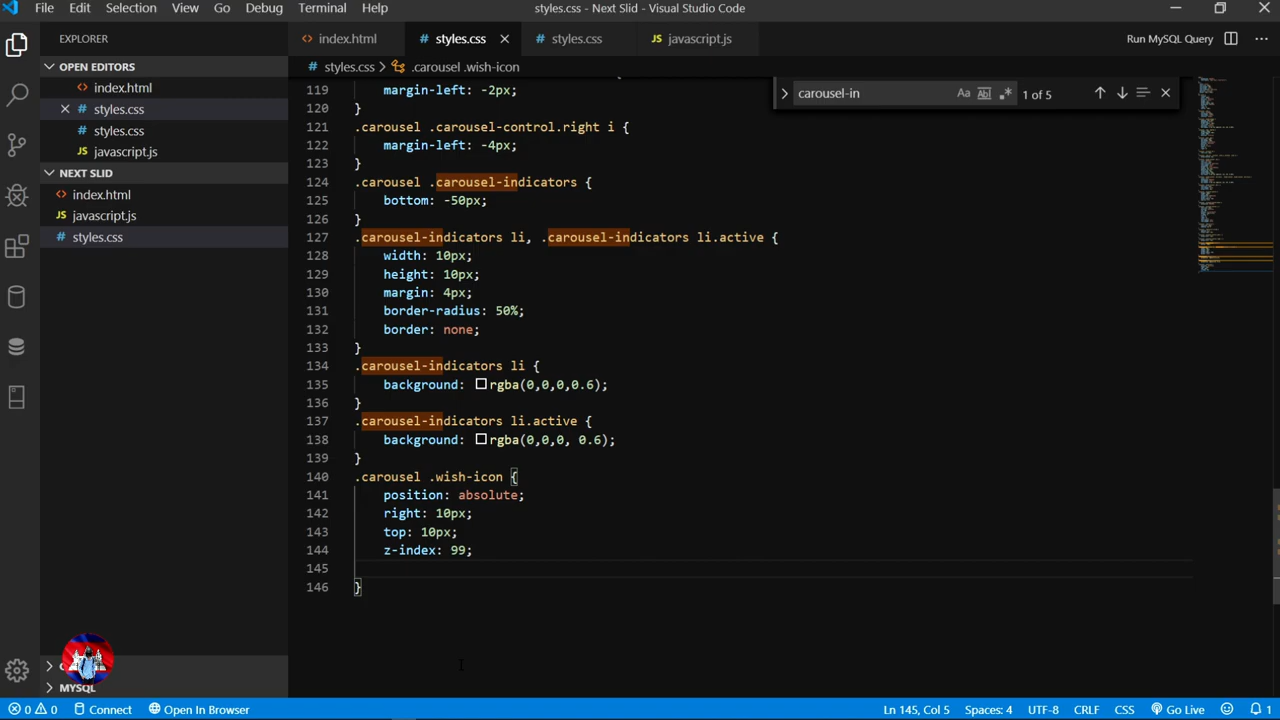 File Edit Selection View Go Debug Terminal Help styles.css - Next Slid - Visual Studio Code
EXPLORER
OPEN EDITORS
index.html
styles.css
styles.css
javascript.js
NEXT SLID
index.html
javascript.js
styles.css
MYSQL
index.html styles.css styles.css javascript.js Run MySQL Query
styles.css > .carousel .wish-icon
carousel-in Aa Abl 1 of 5
119 margin-left: -2px;
120 }
121 .carousel .carousel-control.right i {
122 margin-left: -4px;
123 }
124 .carousel .carousel-indicators {
125 bottom: -50px;
126 }
127 .carousel-indicators li, .carousel-indicators li.active {
128 width: 10px;
129 height: 10px;
130 margin: 4px;
131 border-radius: 50%;
132 border: none;
133 }
134 .carousel-indicators li {
135 background: rgba(0,0,0,0.6);
136 }
137 .carousel-indicators li.active {
138 background: rgba(0,0,0, 0.6);
139 }
140 .carousel .wish-icon {
141 position: absolute;
142 right: 10px;
143 top: 10px;
144 z-index: 99;
145
146 }
0 0 Connect Open In Browser Ln 145, Col 5 Spaces: 4 UTF-8 CRLF CSS Go Live 1